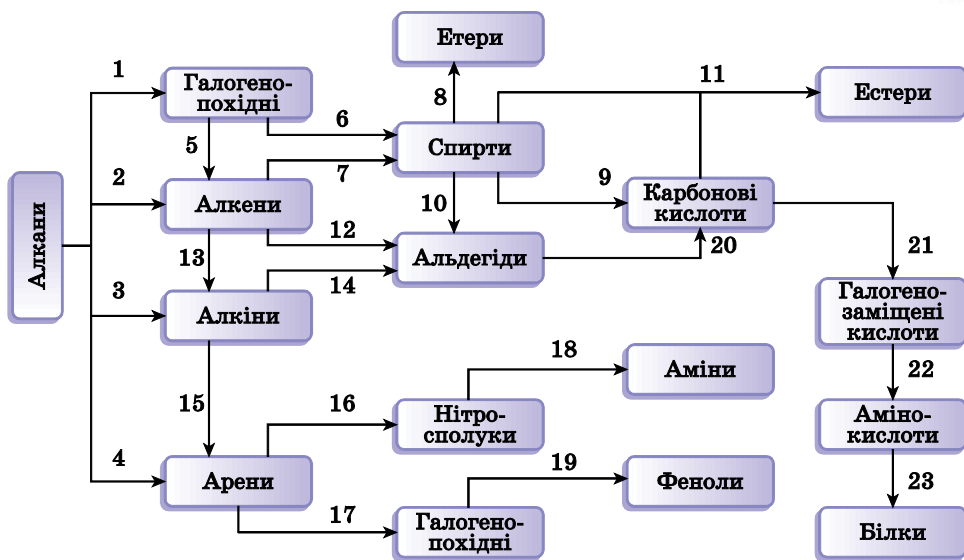 Етери
1
Галогено-
похідні
8
11
Естери
6
5
Спирти
2
7
9
Карбонові
кислоти
Алкени
10
12
20
21
13
Альдегіди
Алкани
14
3
Алкіни
Галогено-
заміщені
кислоти
18
Аміни
22
15
16
Нітро-
сполуки
Аміно-
кислоти
4
19
23
Арени
Феноли
17
Галогено-
похідні
Білки